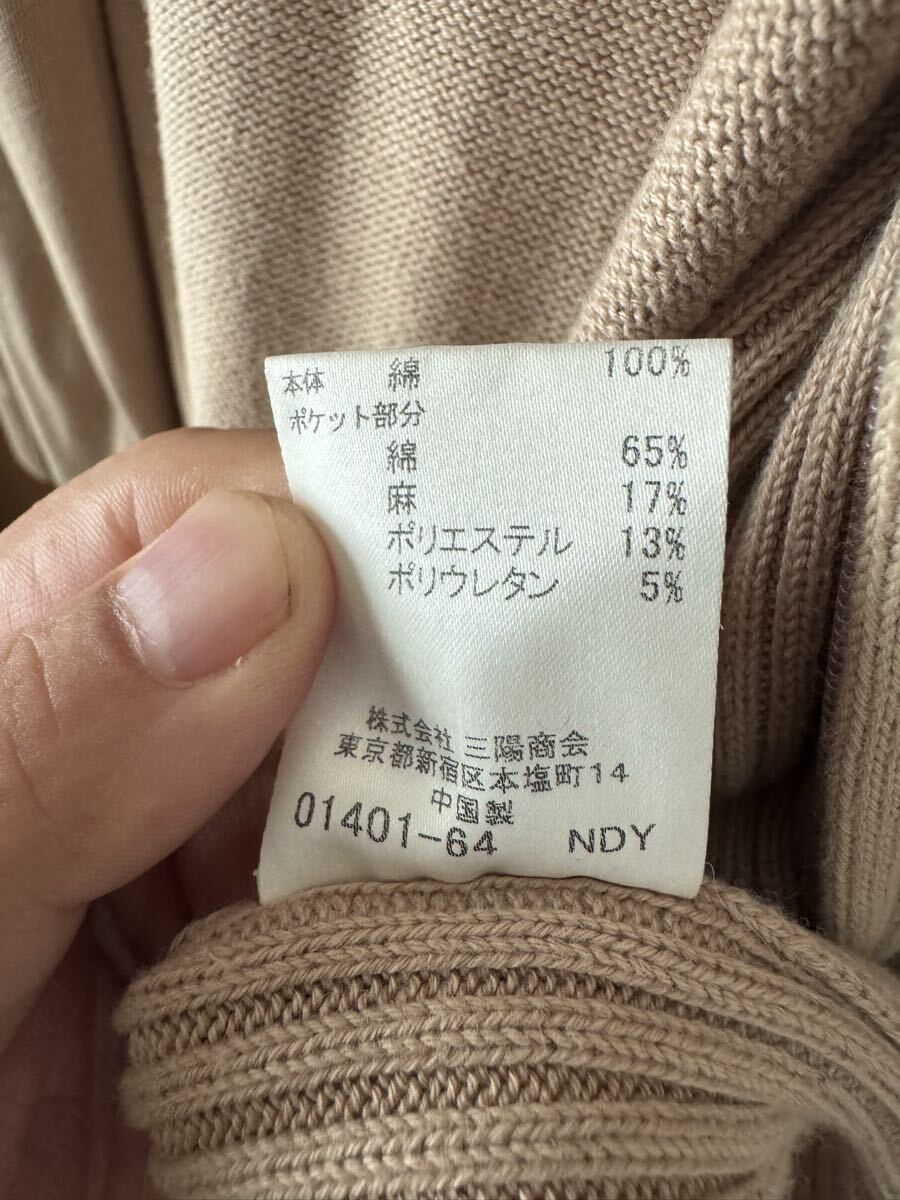 本体 綿 100%
ポケット部分
綿 65%
麻 17%
ポリエステル 13%
ポリウレタン 5%
株式会社 三陽商会
東京都新宿区本塩町14
中国製
01401-64 NDY